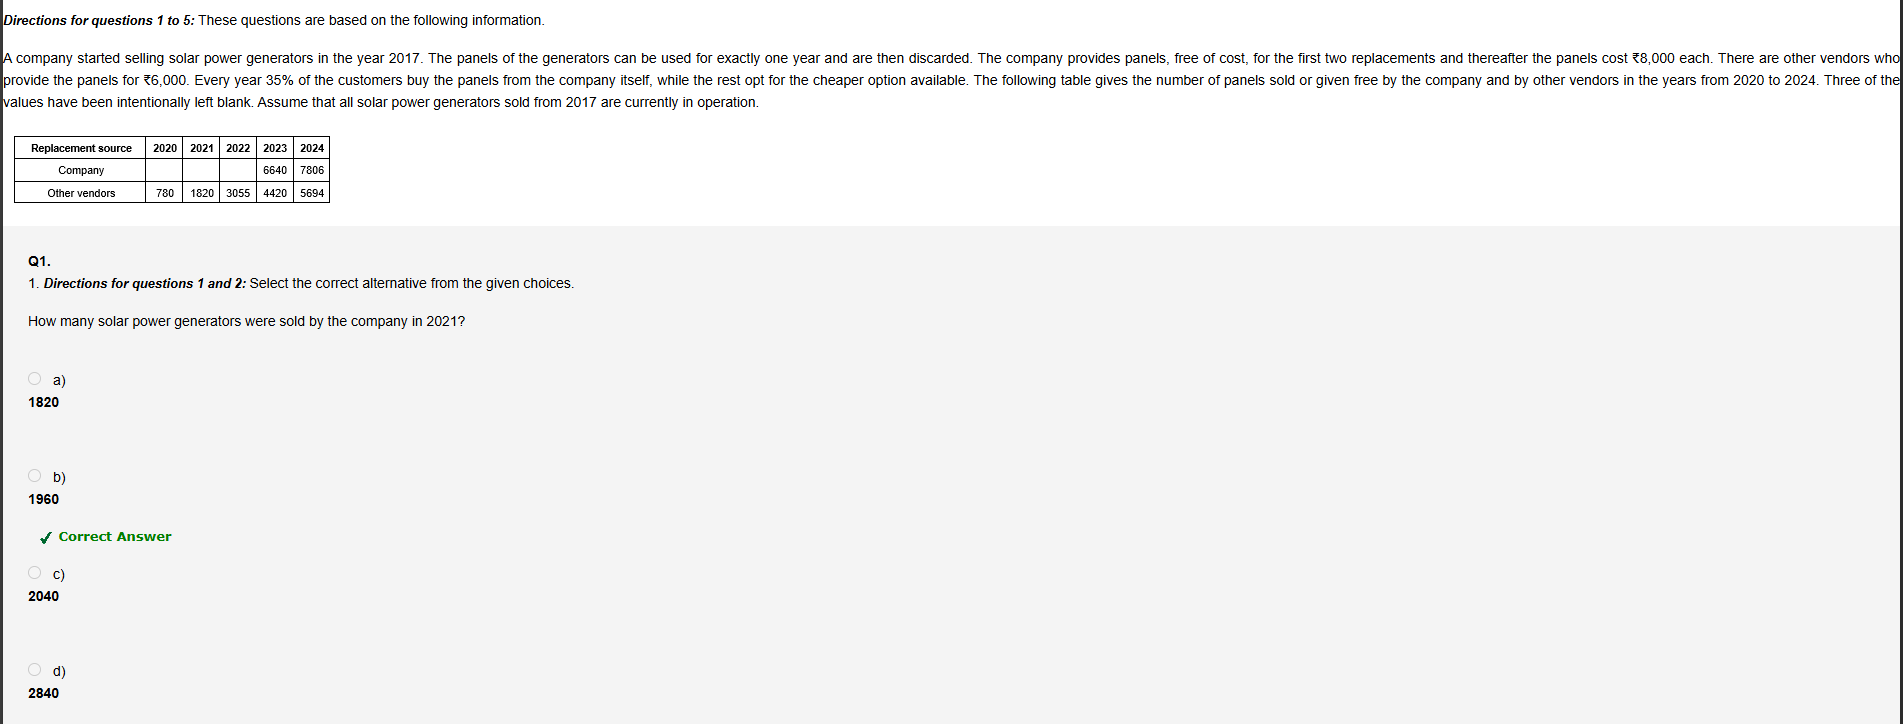 Directions for questions 1 to 5: These questions are based on the following information.
A company started selling solar power generators in the year 2017. The panels of the generators can be used for exactly one year and are then discarded. The company provides panels, free of cost, for the first two replacements and thereafter the panels cost ₹8,000 each. There are other vendors who
provide the panels for ₹6,000. Every year 35% of the customers buy the panels from the company itself, while the rest opt for the cheaper option available. The following table gives the number of panels sold or given free by the company and by other vendors in the years from 2020 to 2024. Three of the
values have been intentionally left blank. Assume that all solar power generators sold from 2017 are currently in operation.
Replacement source 2020 2021 2022 2023 2024
Company 6640 7806
Other vendors 780 1820 3055 4420 5694
Q1.
1. Directions for questions 1 and 2: Select the correct alternative from the given choices.
How many solar power generators were sold by the company in 2021?
a)
1820
b)
1960
✓ Correct Answer
c)
2040
d)
2840